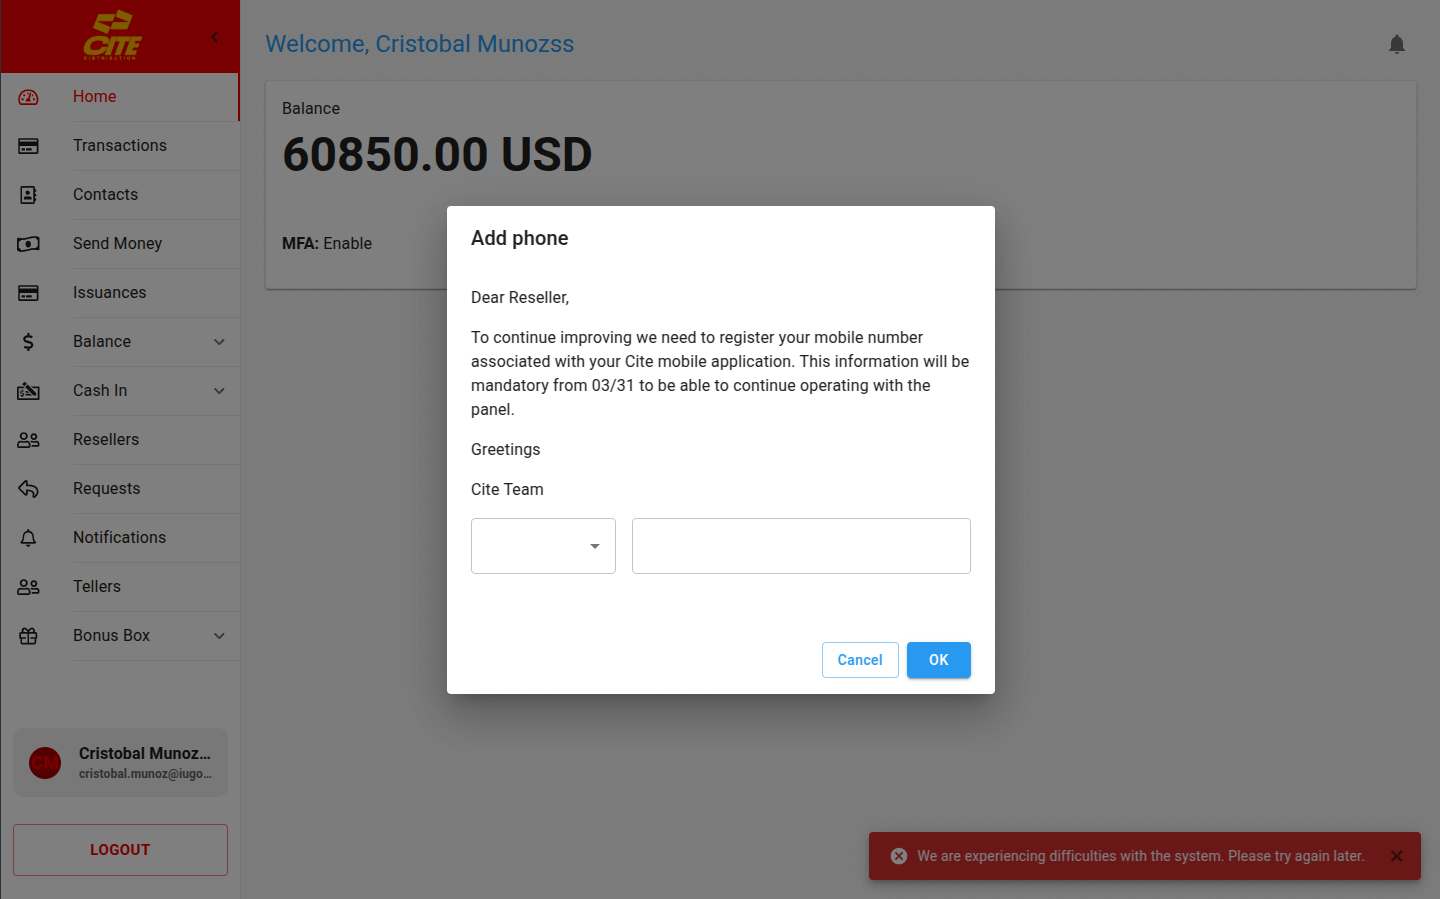 CITE
DISTRIBUTION
Welcome, Cristobal Munozss
Home
Transactions
Contacts
Send Money
Issuances
Balance
Cash In
Resellers
Requests
Notifications
Tellers
Bonus Box
CM
Cristobal Munoz...
cristobal.munoz@iugo...
LOGOUT
Balance
60850.00 USD
MFA: Enable
Add phone
Dear Reseller,
To continue improving we need to register your mobile number
associated with your Cite mobile application. This information will be
mandatory from 03/31 to be able to continue operating with the
panel.
Greetings
Cite Team
Cancel
OK
We are experiencing difficulties with the system. Please try again later.